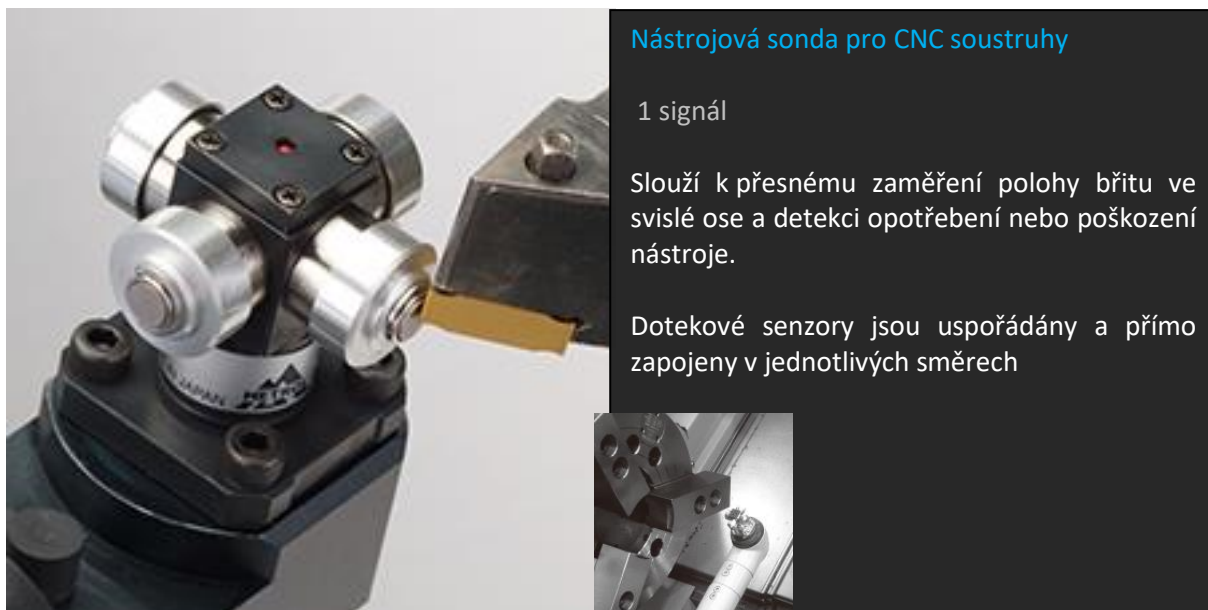 Nástrojová sonda pro CNC soustruhy
1 signál
Slouží k přesnému zaměření polohy břitu ve
svislé ose a detekci opotřebení nebo poškození
nástroje.
Dotekové senzory jsou uspořádány a přímo
zapojeny v jednotlivých směrech
JAPAN